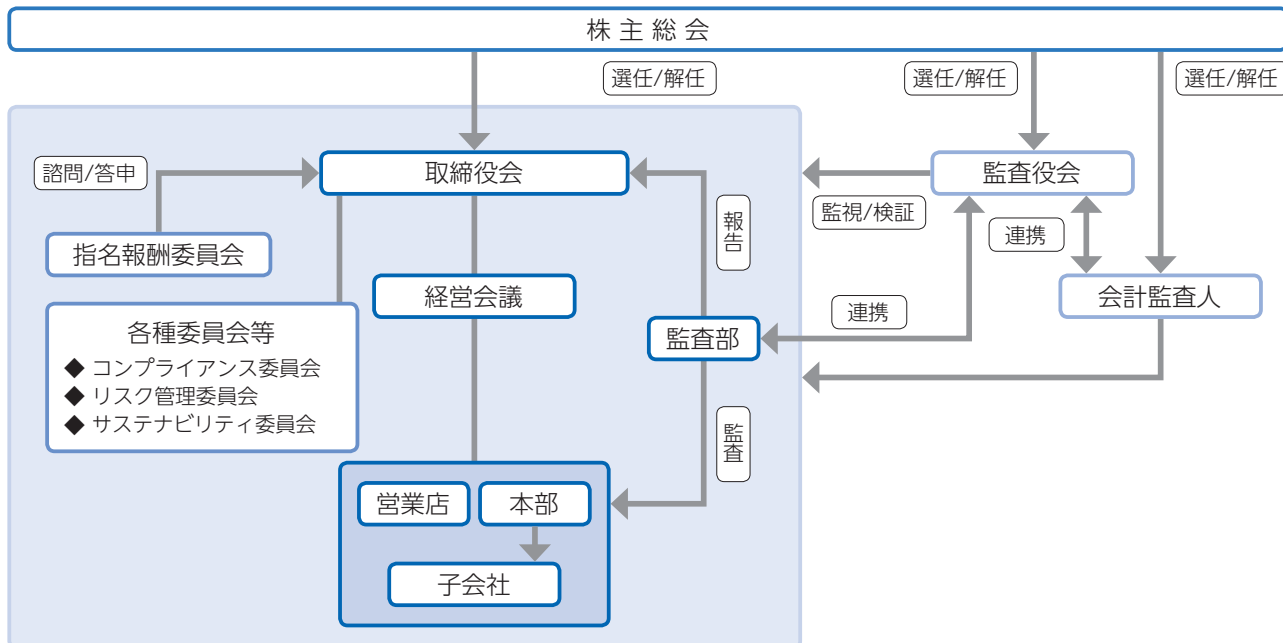 株主総会
選任/解任
選任/解任
選任/解任
諮問/答申
取締役会
監査役会
監視/検証
報告
連携
指名報酬委員会
経営会議
会計監査人
各種委員会等
連携
監査部
◆ コンプライアンス委員会
◆ リスク管理委員会
◆ サステナビリティ委員会
監査
営業店
本部
子会社